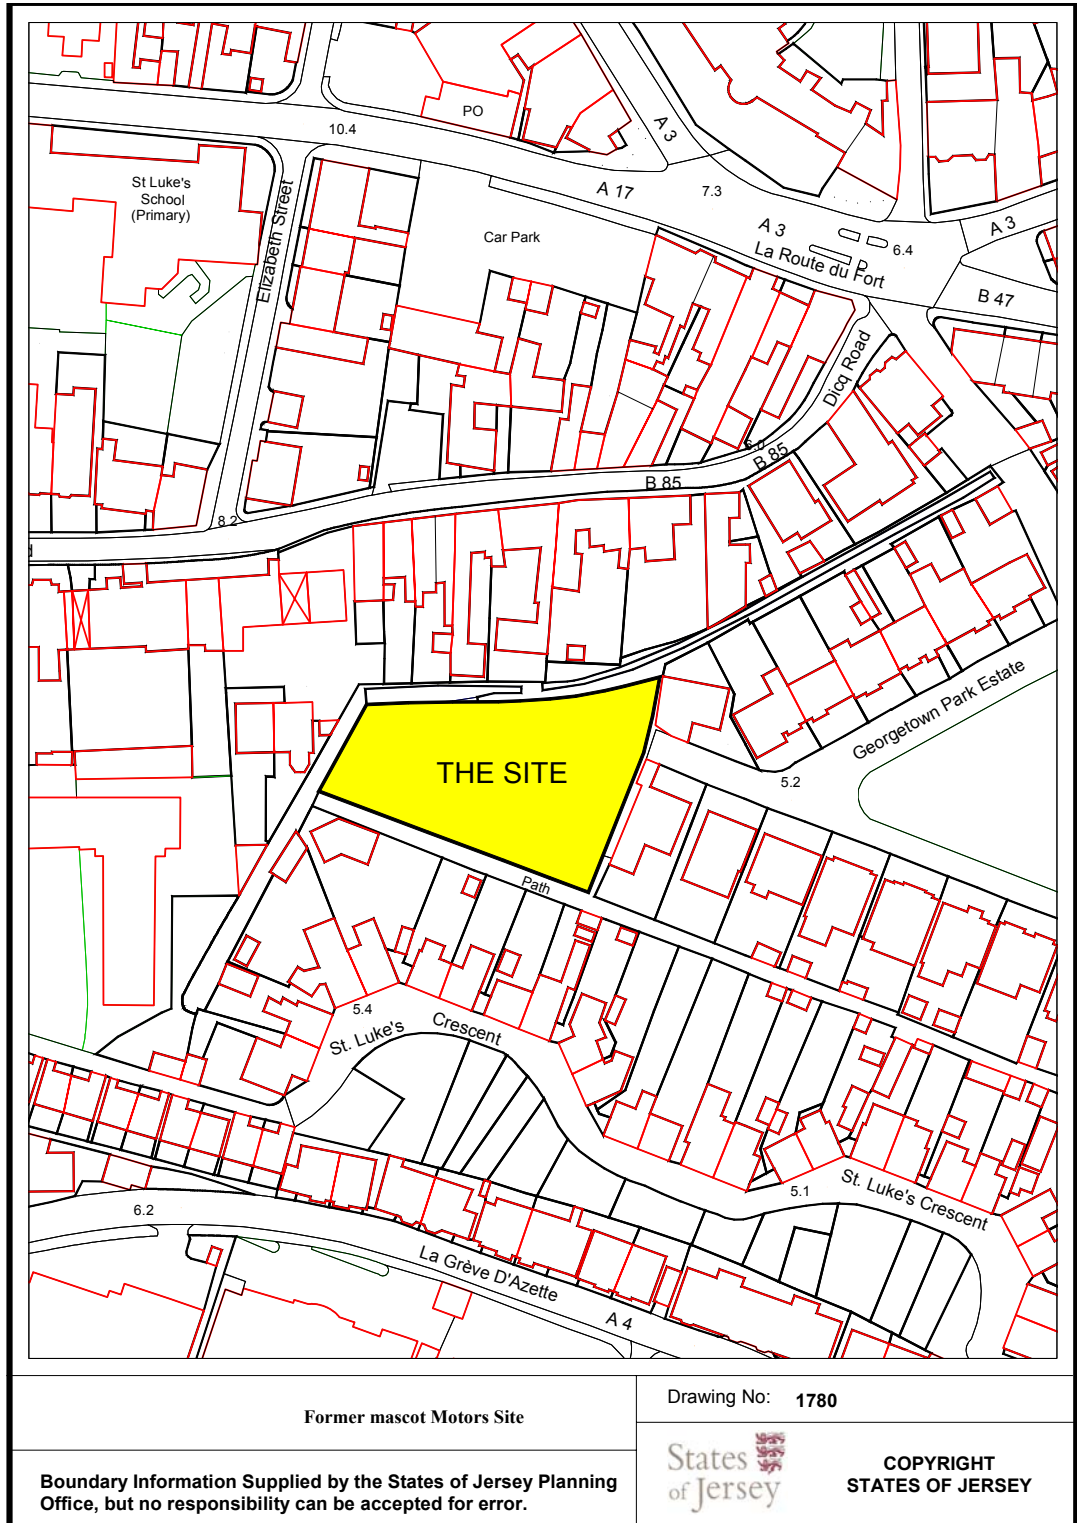 PO
10.4
A 3
St Luke's
School
(Primary)
Elizabeth Street
A 17
7.3
Car Park
A 3
La Route du Fort
6.4
A 3
B 47
Dicq Road
6.0
B 85
B 85
8.2
d
THE SITE
Georgetown Park Estate
5.2
Path
5.4
St. Luke's Crescent
5.1
St. Luke's Crescent
6.2
La Grève D'Azette
A 4
Former mascot Motors Site
Drawing No: 1780
Boundary Information Supplied by the States of Jersey Planning
Office, but no responsibility can be accepted for error.
States
of Jersey
COPYRIGHT
STATES OF JERSEY